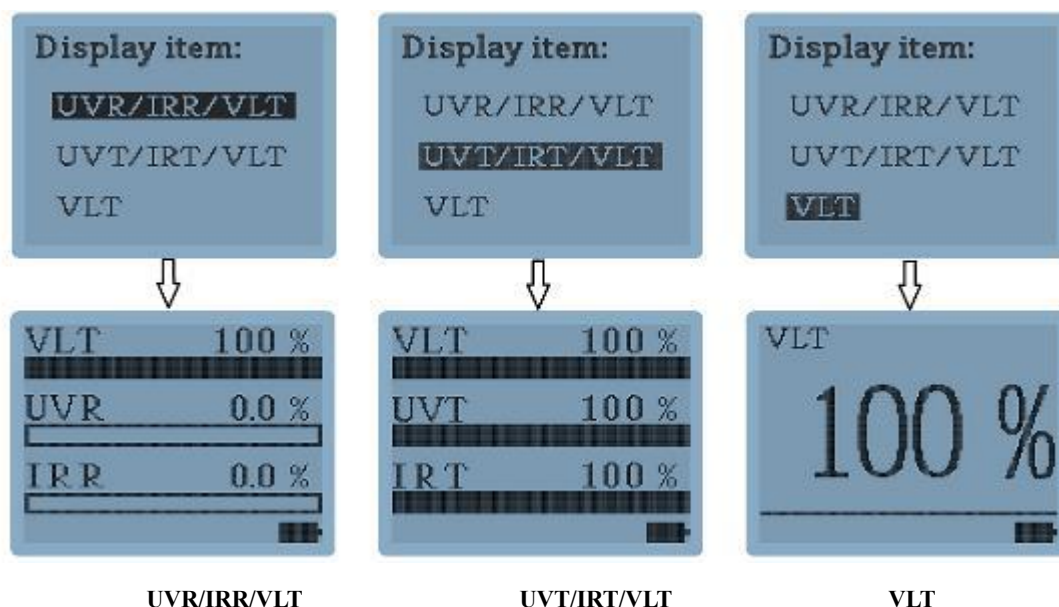 Display item:
UVR/IRR/VLT
UVT/IRT/VLT
VLT
Display item:
UVR/IRR/VLT
UVT/IRT/VLT
VLT
Display item:
UVR/IRR/VLT
UVT/IRT/VLT
VLT
VLT 100 %
UVR 0.0 %
IRR 0.0 %
VLT 100 %
UVT 100 %
IRT 100 %
VLT
100 %
UVR/IRR/VLT
UVT/IRT/VLT
VLT